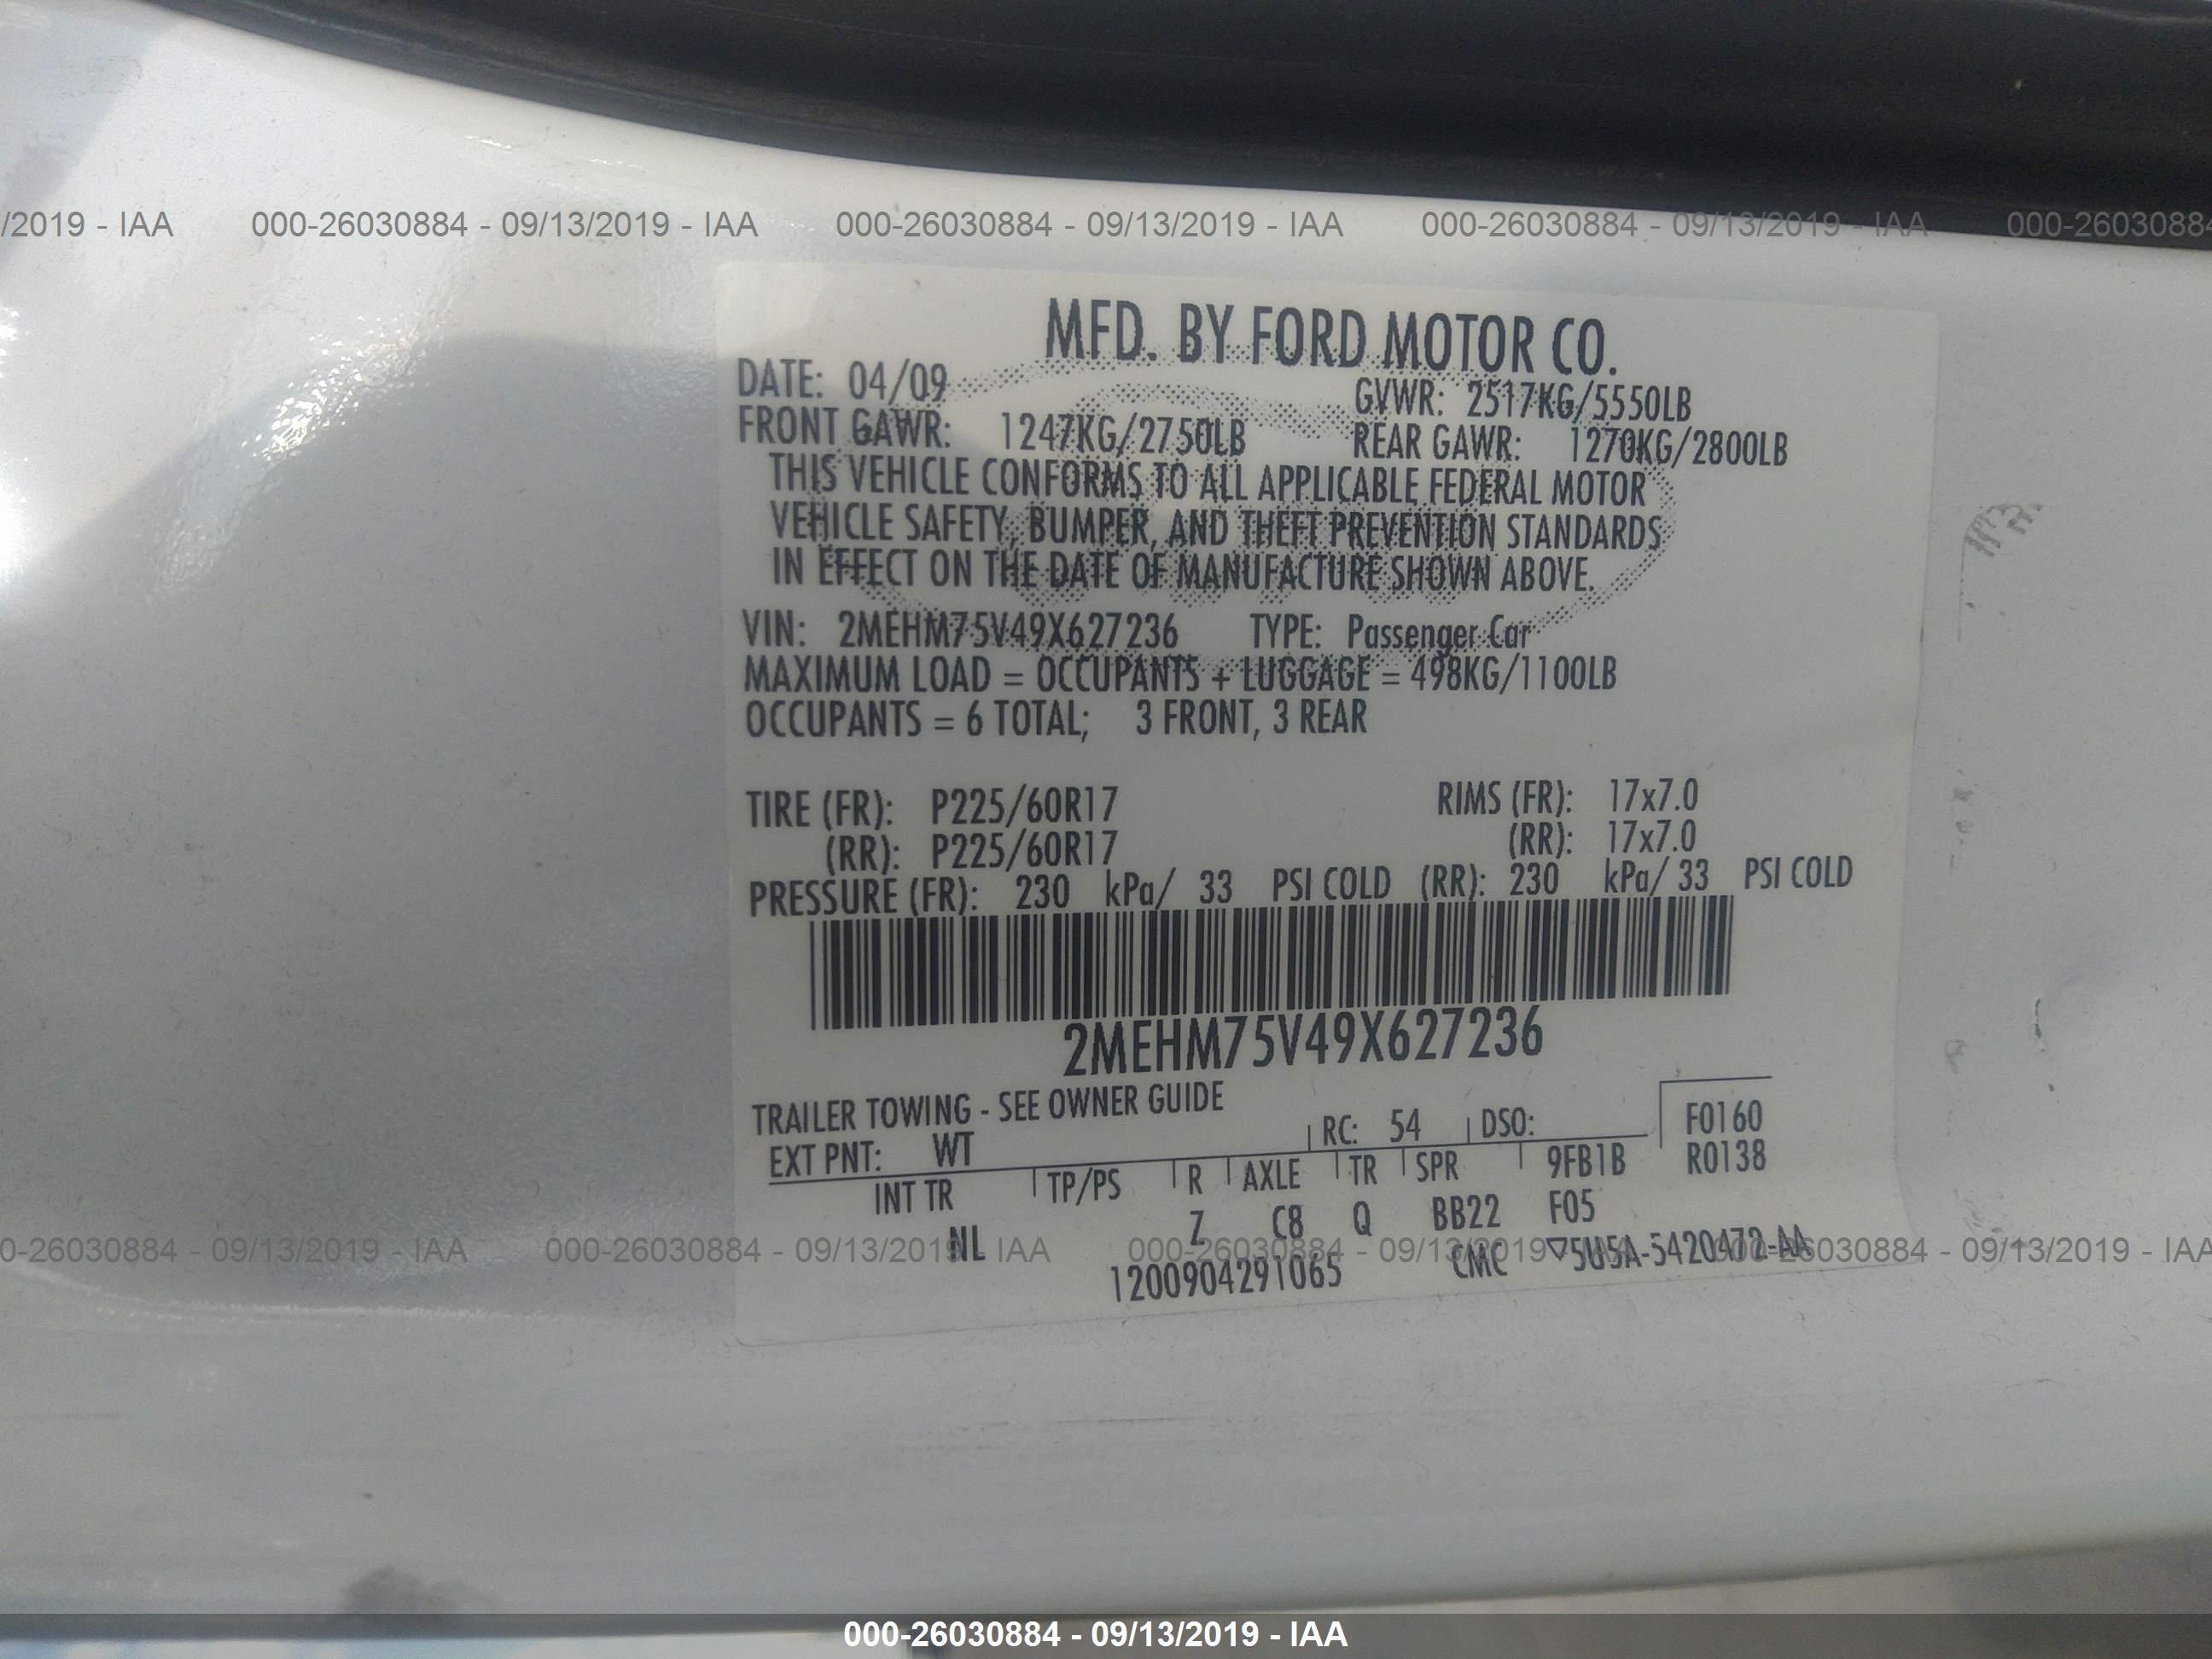 /2019 - IAA 000-26030884 - 09/13/2019 - IAA 000-26030884 - 09/13/2019 - IAA 000-26030884 - 09/13/2019 - IAA 000-26030884
MFD. BY FORD MOTOR CO.
DATE: 04/09 GVWR: 2517KG/5550LB
FRONT GAWR: 1247KG/2750LB REAR GAWR: 1270KG/2800LB
THIS VEHICLE CONFORMS TO ALL APPLICABLE FEDERAL MOTOR
VEHICLE SAFETY, BUMPER, AND THEFT PREVENTION STANDARDS
IN EFFECT ON THE DATE OF MANUFACTURE SHOWN ABOVE.
VIN: 2MEHM75V49X627236 TYPE: Passenger Car
MAXIMUM LOAD = OCCUPANTS + LUGGAGE = 498KG/1100LB
OCCUPANTS = 6 TOTAL; 3 FRONT, 3 REAR
TIRE (FR): P225/60R17 RIMS (FR): 17x7.0
(RR): P225/60R17 (RR): 17x7.0
PRESSURE (FR): 230 kPa/ 33 PSI COLD (RR): 230 kPa/ 33 PSI COLD
2MEHM75V49X627236
TRAILER TOWING - SEE OWNER GUIDE
EXT PNT: WT RC: 54 DSO: F0160
INT TR TP/PS R AXLE TR SPR 9FB1B R0138
NL Z C8 Q BB22 F05
1200904291065 CMC ▽5U5A-5420472-AA
0-26030884 - 09/13/2019 - IAA 000-26030884 - 09/13/2019 - IAA 000-26030884 - 09/13/2019 - IAA 000-26030884 - 09/13/2019 - IAA
000-26030884 - 09/13/2019 - IAA